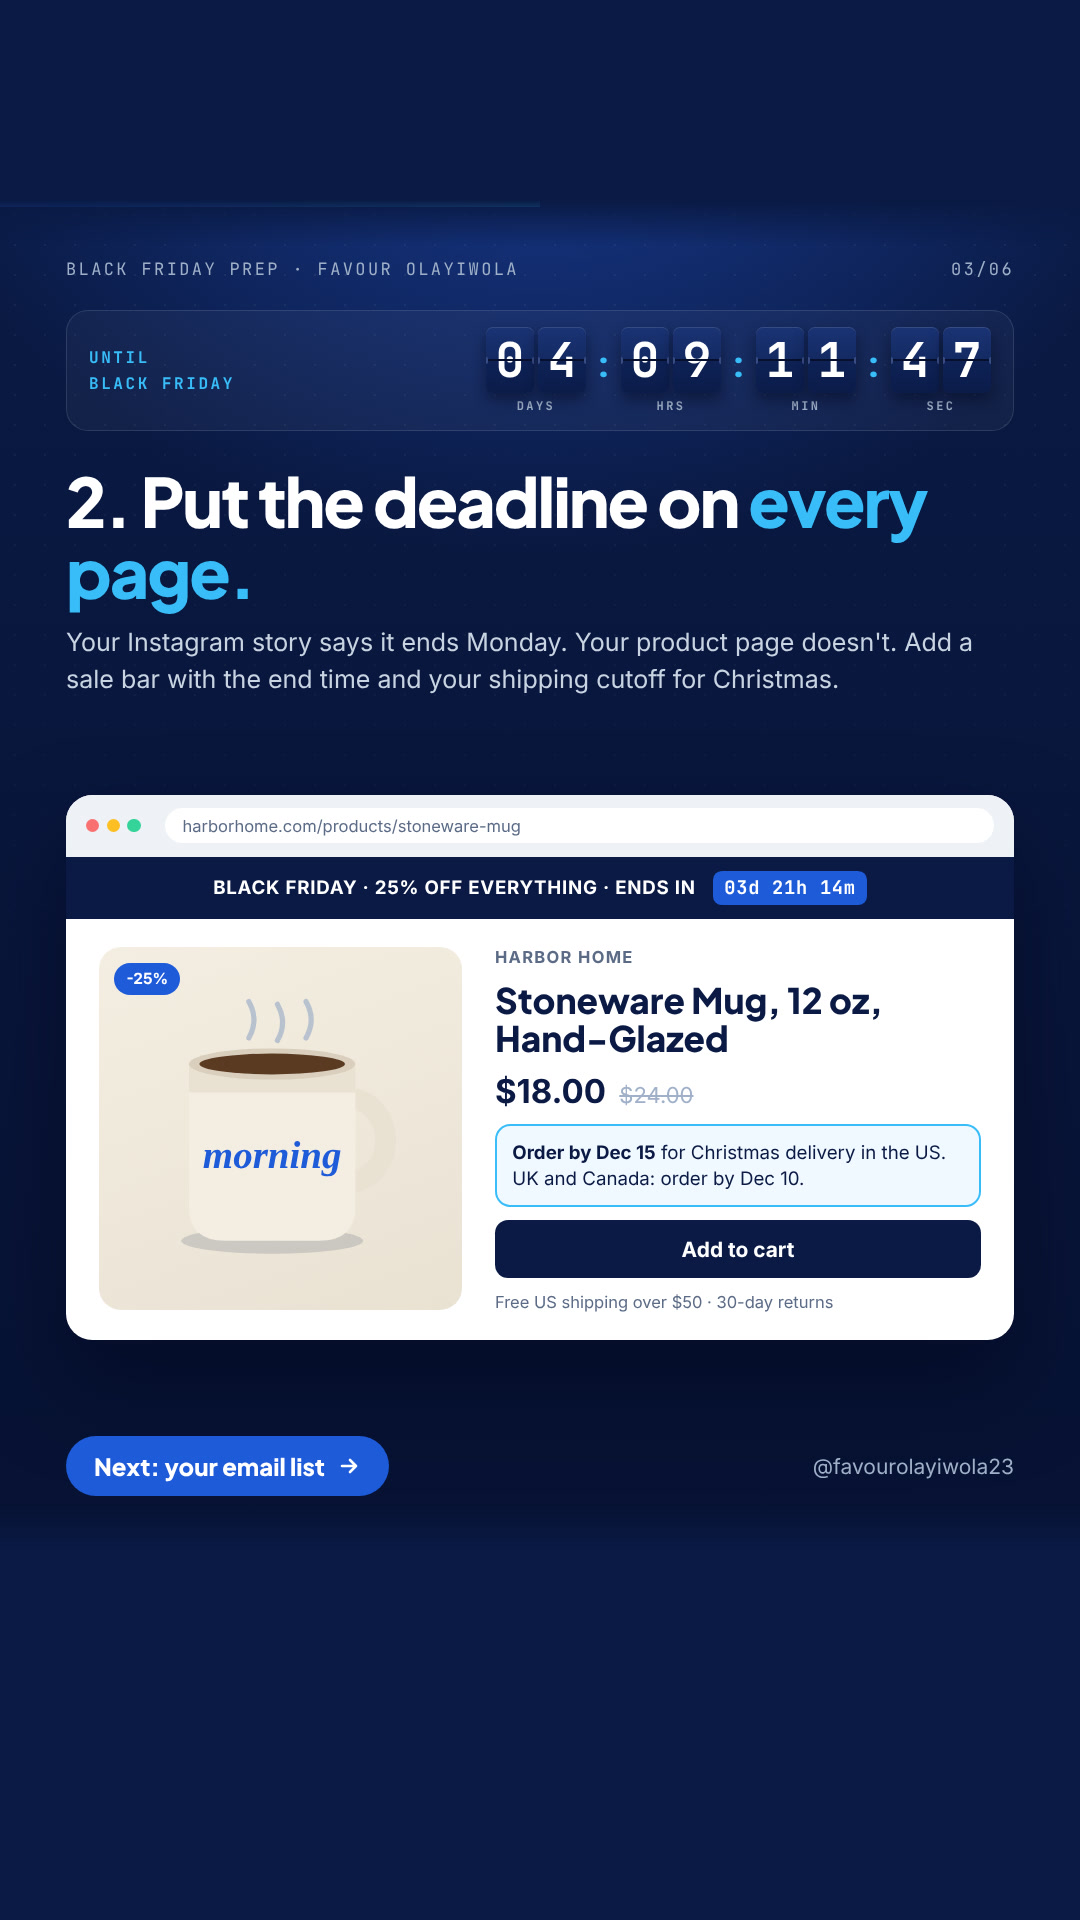 BLACK FRIDAY PREP · FAVOUR OLAYIWOLA
03/06
UNTIL
BLACK FRIDAY
04 : 09 : 11 : 47
DAYS HRS MIN SEC
2. Put the deadline on every
page.
Your Instagram story says it ends Monday. Your product page doesn't. Add a
sale bar with the end time and your shipping cutoff for Christmas.
harborhome.com/products/stoneware-mug
BLACK FRIDAY · 25% OFF EVERYTHING · ENDS IN 03d 21h 14m
-25%
morning
HARBOR HOME
Stoneware Mug, 12 oz,
Hand-Glazed
$18.00 $24.00
Order by Dec 15 for Christmas delivery in the US.
UK and Canada: order by Dec 10.
Add to cart
Free US shipping over $50 · 30-day returns
Next: your email list →
@favourolayiwola23